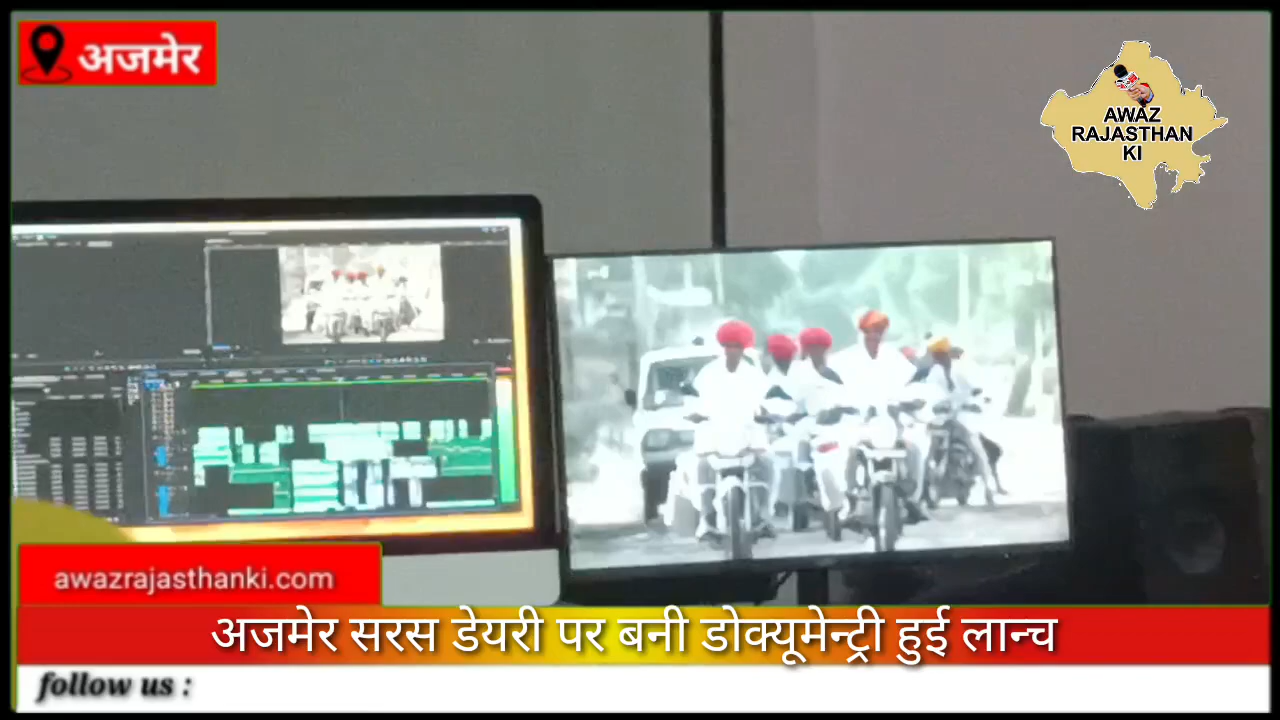 अजमेर
AWAZ
RAJASTHAN
KI
awazrajasthanki.com
अजमेर सरस डेयरी पर बनी डोक्यूमेन्ट्री हुई लान्च
follow us :